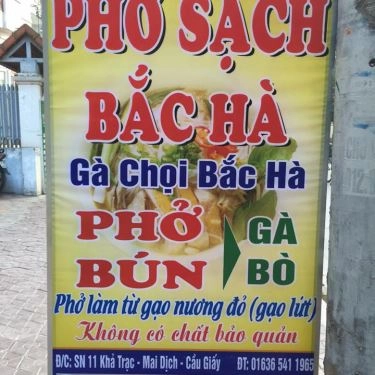 PHỞ SẠCH
BẮC HÀ
Gà Chọi Bắc Hà
PHỞ GÀ
BÚN BÒ
Phở làm từ gạo nương đỏ (gạo lứt)
Không có chất bảo quản
Đ/C: SN 11 Khả Trạc - Mai Dịch - Cầu Giấy ĐT: 01636 541 1965